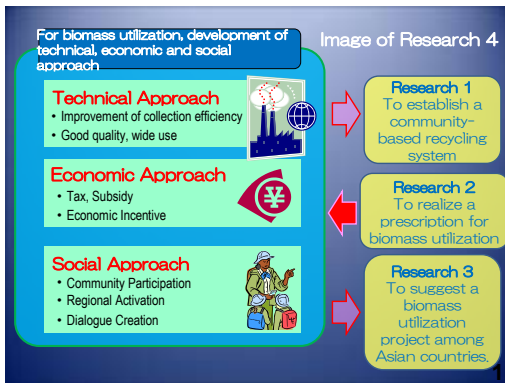 For biomass utilization, development of
technical, economic and social
approach
Image of Research 4
Technical Approach
• Improvement of collection efficiency
• Good quality, wide use
Economic Approach
• Tax, Subsidy
• Economic Incentive
¥
Social Approach
• Community Participation
• Regional Activation
• Dialogue Creation
Research 1
To establish a
community-
based recycling
system
Research 2
To realize a
prescription for
biomass utilization
Research 3
To suggest a
biomass
utilization
project among
Asian countries.
1